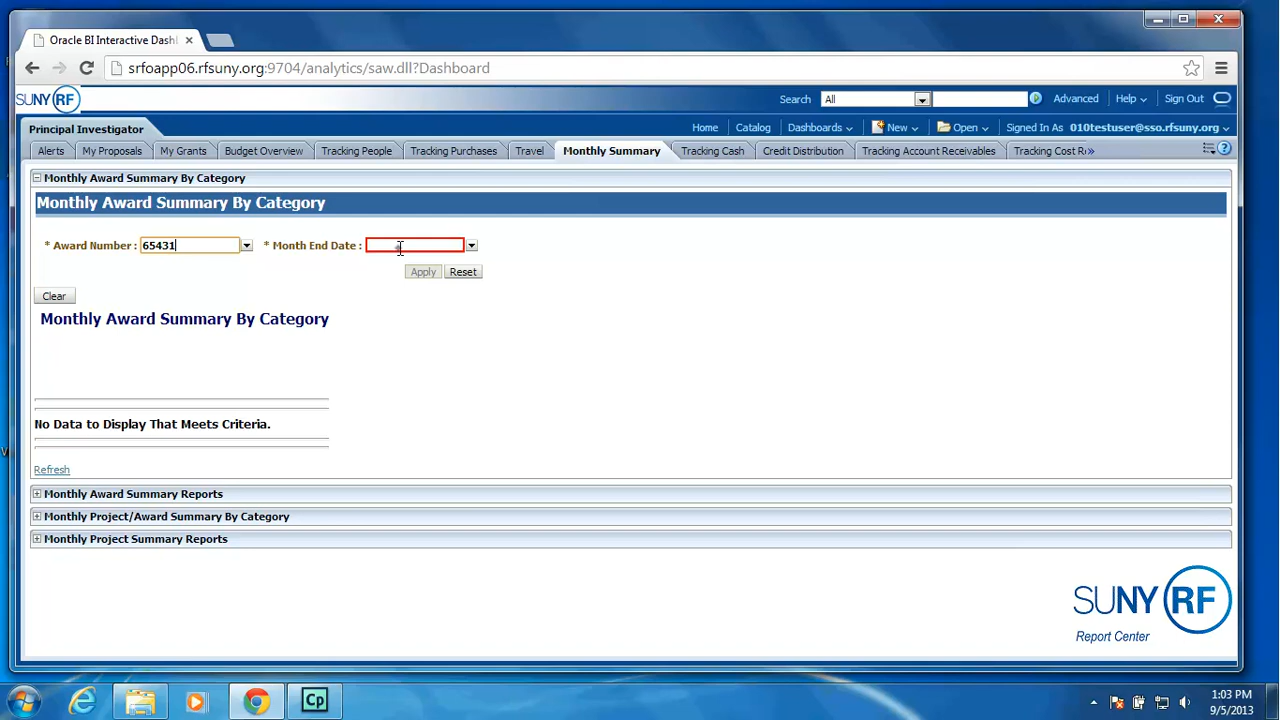 Oracle BI Interactive Dashl ×
srfoapp06.rfsuny.org:9704/analytics/saw.dll?Dashboard
SUNY RF Search All Advanced Help Sign Out
Principal Investigator Home Catalog Dashboards New Open Signed In As 010testuser@sso.rfsuny.org
Alerts My Proposals My Grants Budget Overview Tracking People Tracking Purchases Travel Monthly Summary Tracking Cash Credit Distribution Tracking Account Receivables Tracking Cost R »
Monthly Award Summary By Category
Monthly Award Summary By Category
* Award Number : 65431 * Month End Date :
Apply Reset
Clear
Monthly Award Summary By Category
No Data to Display That Meets Criteria.
Refresh
Monthly Award Summary Reports
Monthly Project/Award Summary By Category
Monthly Project Summary Reports
SUNY RF
Report Center
Cp
1:03 PM
9/5/2013